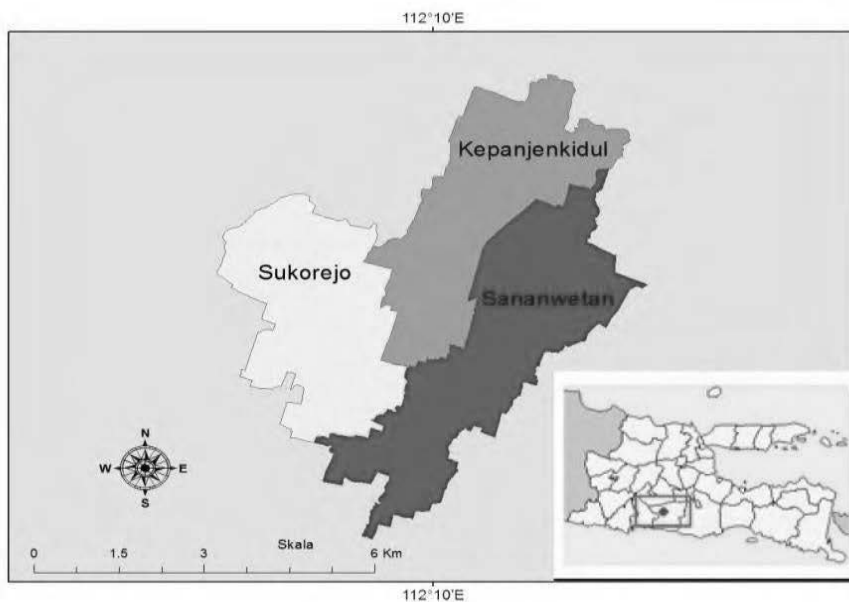 112°10'E
Kepanjenkidul
Sukorejo
Sananwetan
N
W E
S
Skala
0 1.5 3 6 Km
112°10'E